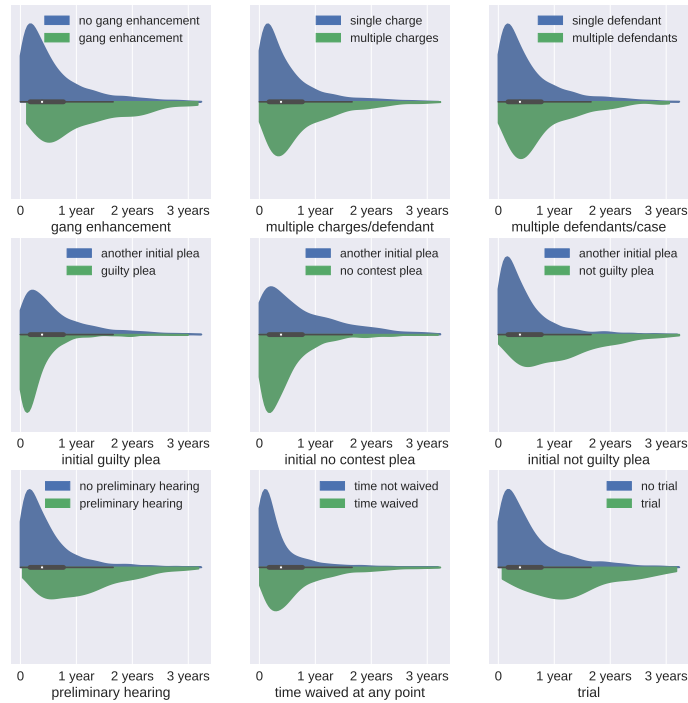 no gang enhancement
gang enhancement
single charge
multiple charges
single defendant
multiple defendants
0 1 year 2 years 3 years
gang enhancement
0 1 year 2 years 3 years
multiple charges/defendant
0 1 year 2 years 3 years
multiple defendants/case
another initial plea
guilty plea
another initial plea
no contest plea
another initial plea
not guilty plea
0 1 year 2 years 3 years
initial guilty plea
0 1 year 2 years 3 years
initial no contest plea
0 1 year 2 years 3 years
initial not guilty plea
no preliminary hearing
preliminary hearing
time not waived
time waived
no trial
trial
0 1 year 2 years 3 years
preliminary hearing
0 1 year 2 years 3 years
time waived at any point
0 1 year 2 years 3 years
trial